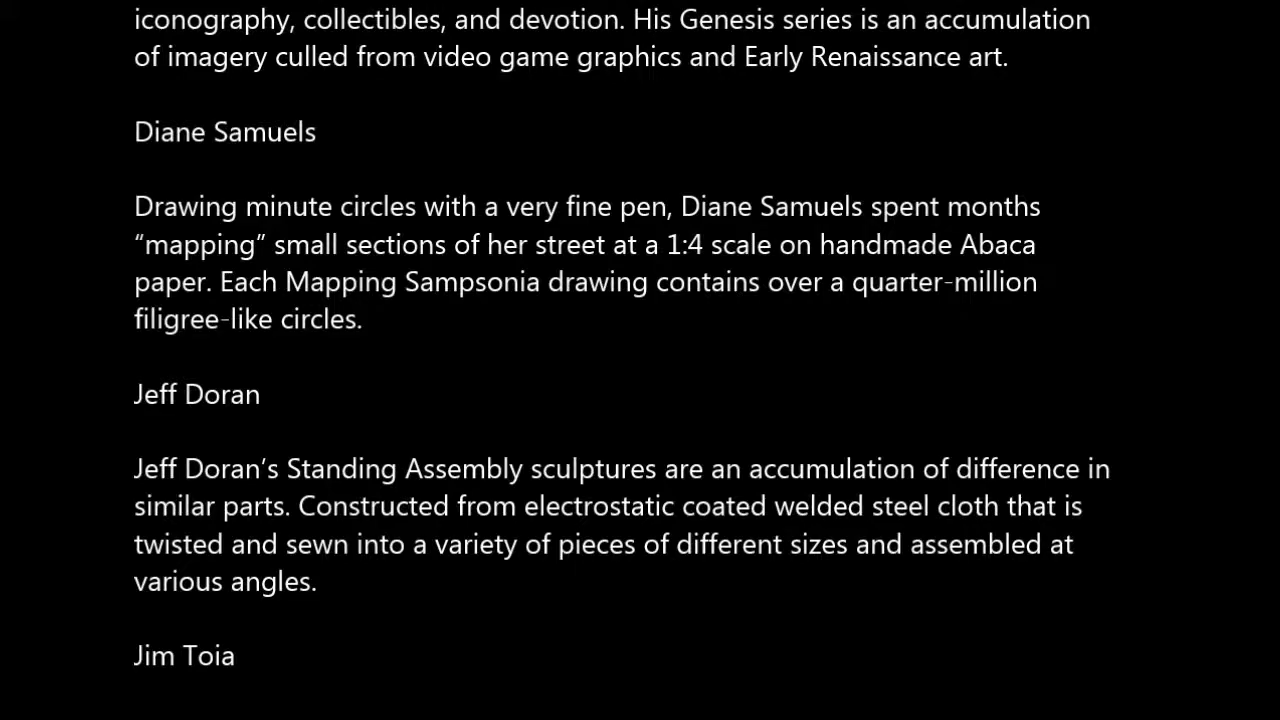 iconography, collectibles, and devotion. His Genesis series is an accumulation
of imagery culled from video game graphics and Early Renaissance art.
Diane Samuels
Drawing minute circles with a very fine pen, Diane Samuels spent months
“mapping” small sections of her street at a 1:4 scale on handmade Abaca
paper. Each Mapping Sampsonia drawing contains over a quarter-million
filigree-like circles.
Jeff Doran
Jeff Doran’s Standing Assembly sculptures are an accumulation of difference in
similar parts. Constructed from electrostatic coated welded steel cloth that is
twisted and sewn into a variety of pieces of different sizes and assembled at
various angles.
Jim Toia